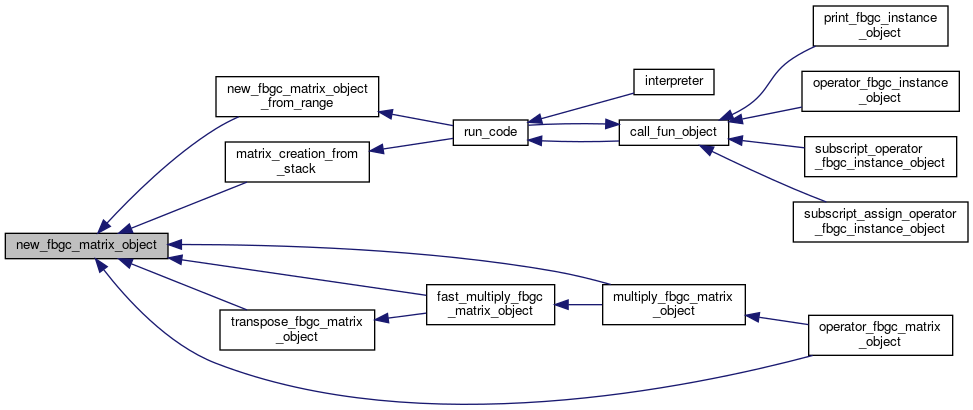 print_fbgc_instance
_object
new_fbgc_matrix_object
_from_range
interpreter
operator_fbgc_instance
_object
run_code
call_fun_object
matrix_creation_from
_stack
subscript_operator
_fbgc_instance_object
subscript_assign_operator
_fbgc_instance_object
new_fbgc_matrix_object
fast_multiply_fbgc
_matrix_object
multiply_fbgc_matrix
_object
transpose_fbgc_matrix
_object
operator_fbgc_matrix
_object